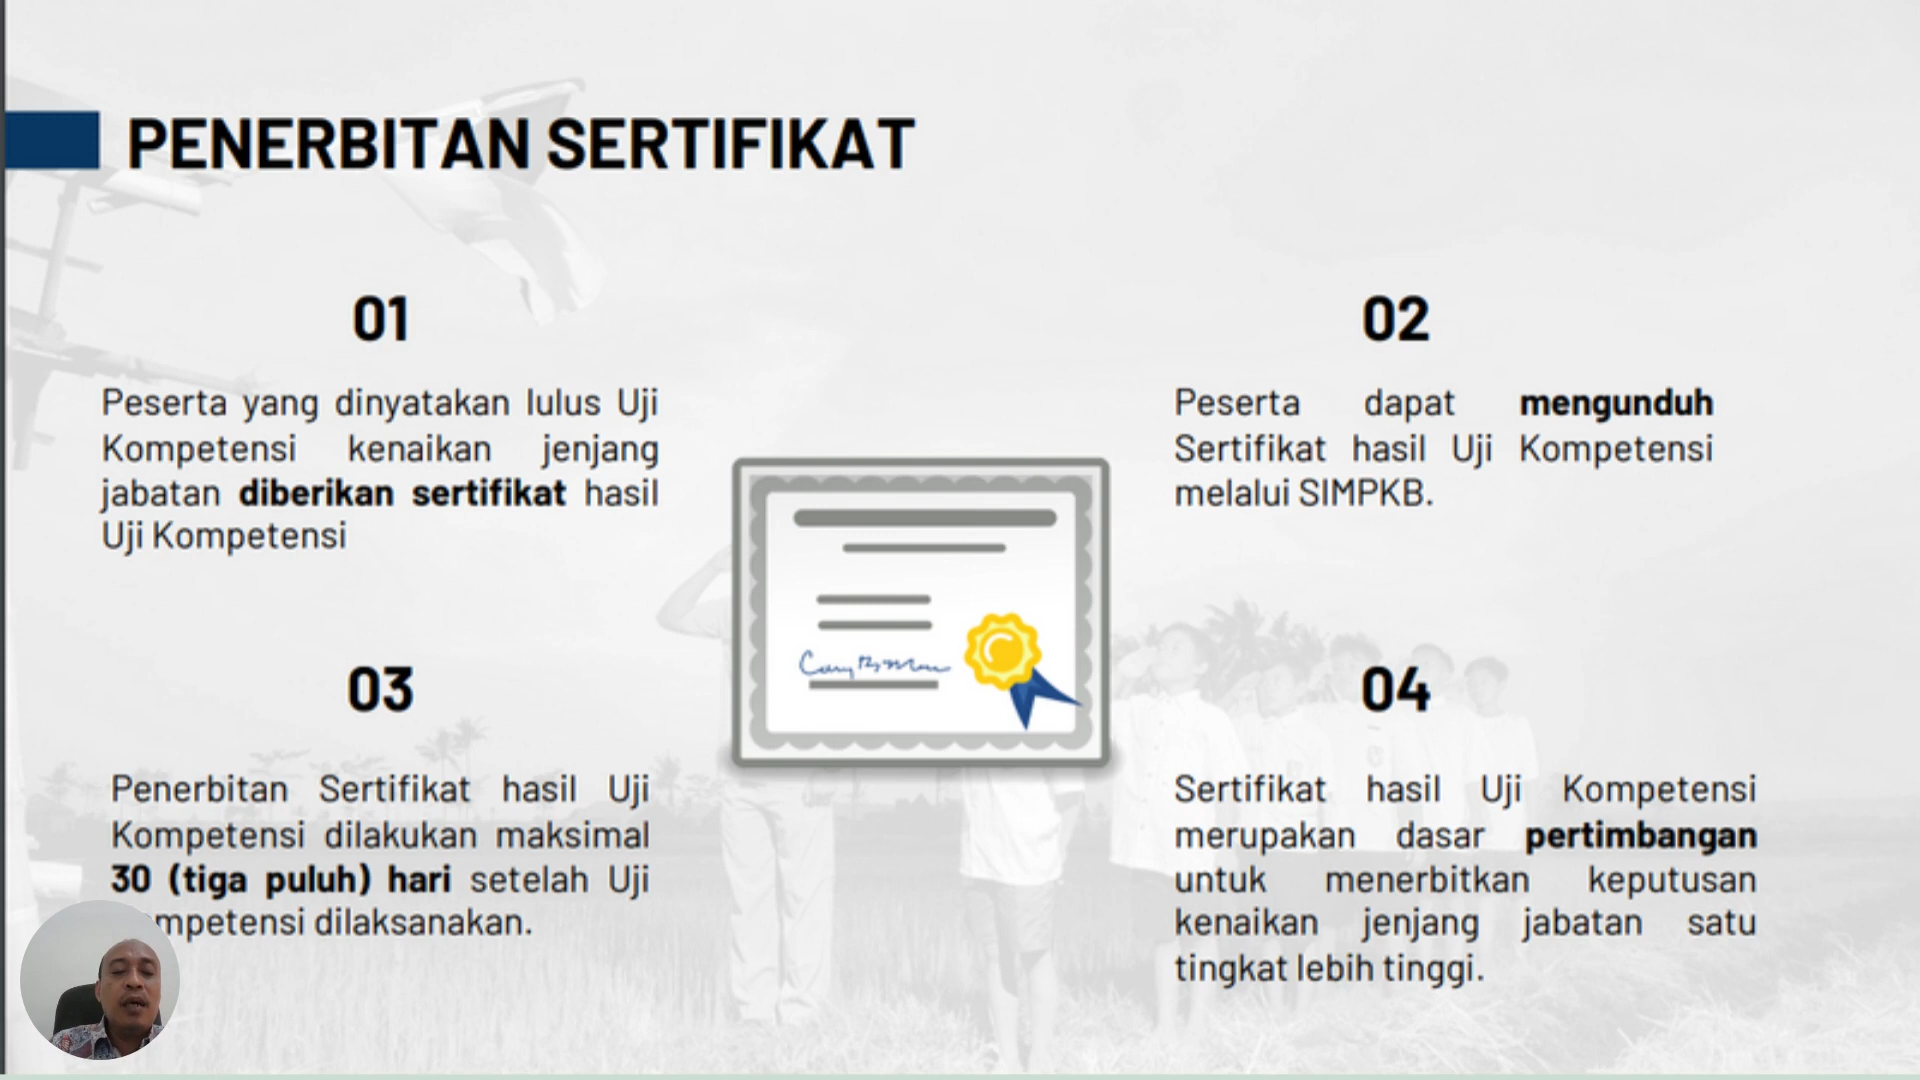 PENERBITAN SERTIFIKAT
01
Peserta yang dinyatakan lulus Uji
Kompetensi kenaikan jenjang
jabatan diberikan sertifikat hasil
Uji Kompetensi
02
Peserta dapat mengunduh
Sertifikat hasil Uji Kompetensi
melalui SIMPKB.
03
Penerbitan Sertifikat hasil Uji
Kompetensi dilakukan maksimal
30 (tiga puluh) hari setelah Uji
mpetensi dilaksanakan.
04
Sertifikat hasil Uji Kompetensi
merupakan dasar pertimbangan
untuk menerbitkan keputusan
kenaikan jenjang jabatan satu
tingkat lebih tinggi.